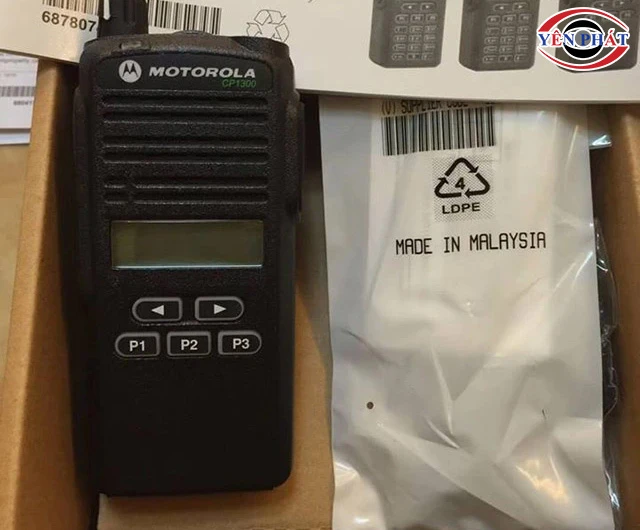 687807
YÊN PHÁT
MOTOROLA
CP1300
(V) SUPPLIER CODE
4
LDPE
MADE IN MALAYSIA
◄ ►
P1 P2 P3